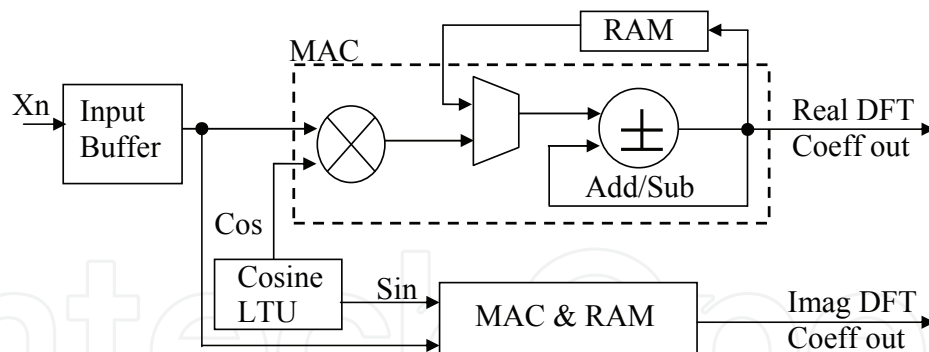 RAM
MAC
Xn
Input
Buffer
±
Add/Sub
Real DFT
Coeff out
Cos
Cosine
LTU
Sin
MAC & RAM
Imag DFT
Coeff out